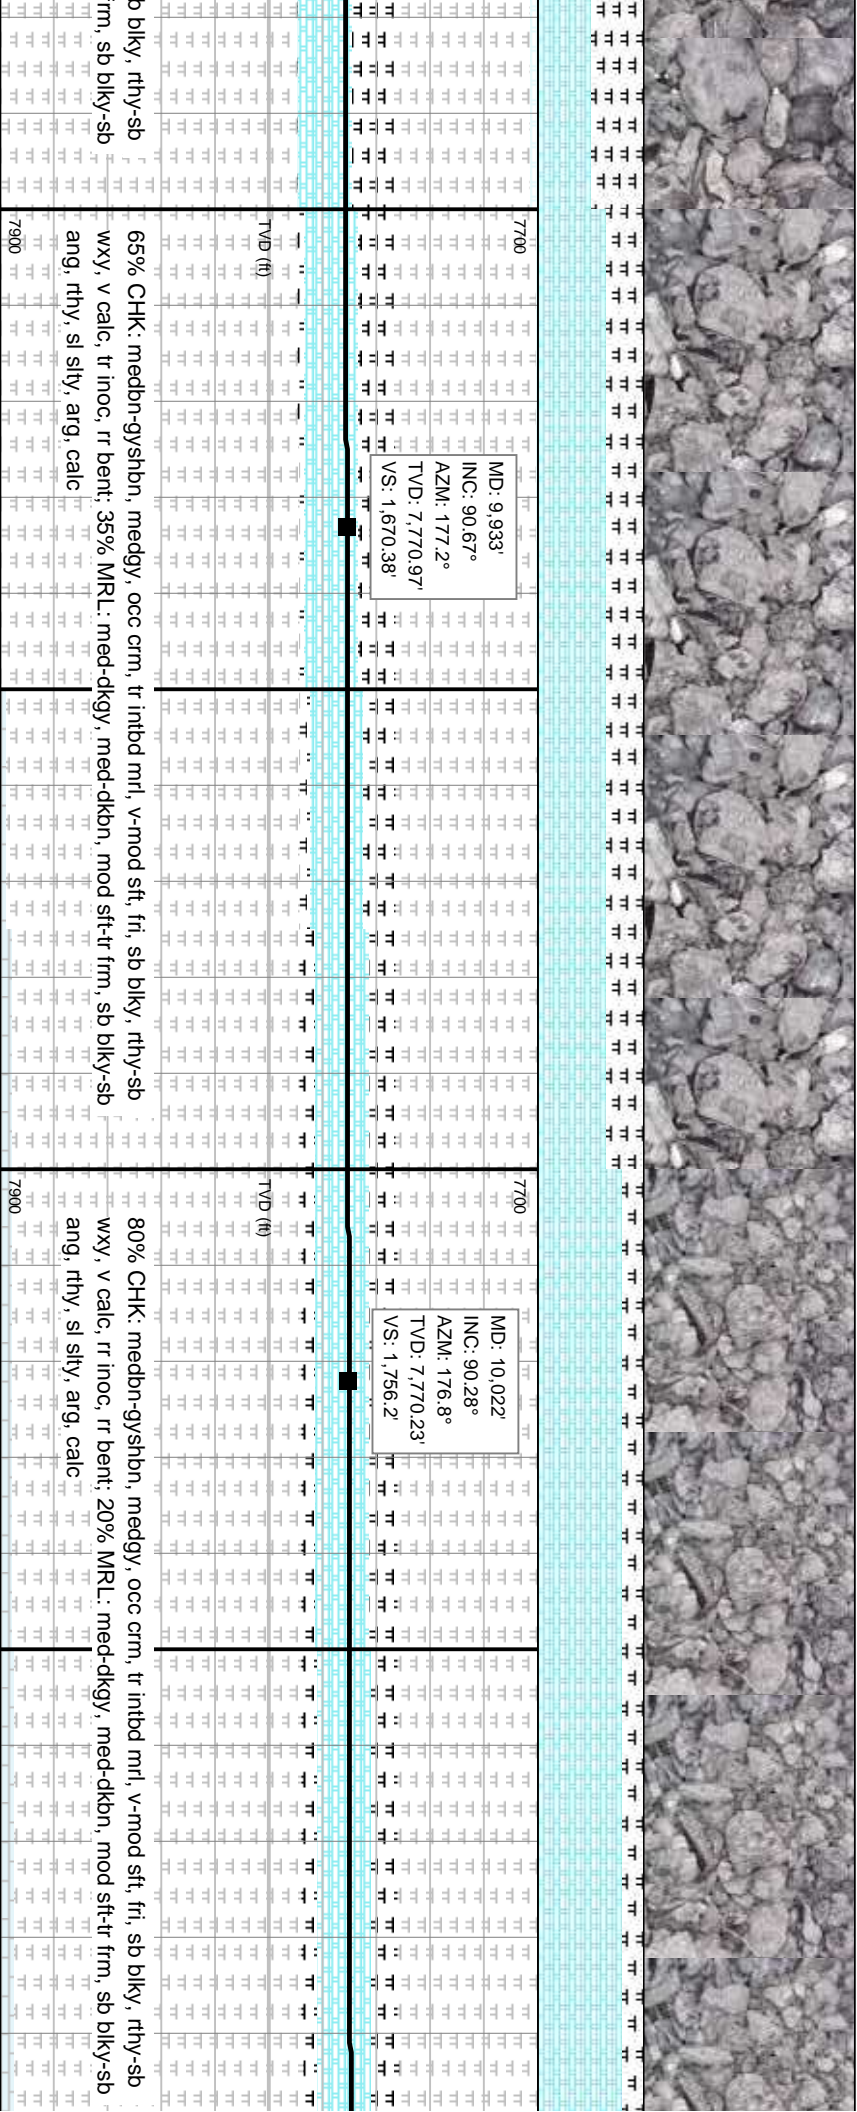 b blky, rthy-sb
rm, sb blky-sb
7700
TVD (ft)
7900
65% CHK: medbn-gyshbn, medgy, occ crm, tr intbd mrl, v-mod sft, fri, sb blky, rthy-sb
wxy, v calc, tr inoc, rr bent; 35% MRL: med-dkgy, med-dkbn, mod sft-tr frm, sb blky-sb
ang, rthy, sl slty, arg, calc
MD: 9,933'
INC: 90.67°
AZM: 177.2°
TVD: 7,770.97'
VS: 1,670.38'
7700
TVD (ft)
7900
80% CHK: medbn-gyshbn, medgy, occ crm, tr intbd mrl, v-mod sft, fri, sb blky, rthy-sb
wxy, v calc, rr inoc, rr bent; 20% MRL: med-dkgy, med-dkbn, mod sft-tr frm, sb blky-sb
ang, rthy, sl slty, arg, calc
MD: 10,022'
INC: 90.28°
AZM: 176.8°
TVD: 7,770.23'
VS: 1,756.2'